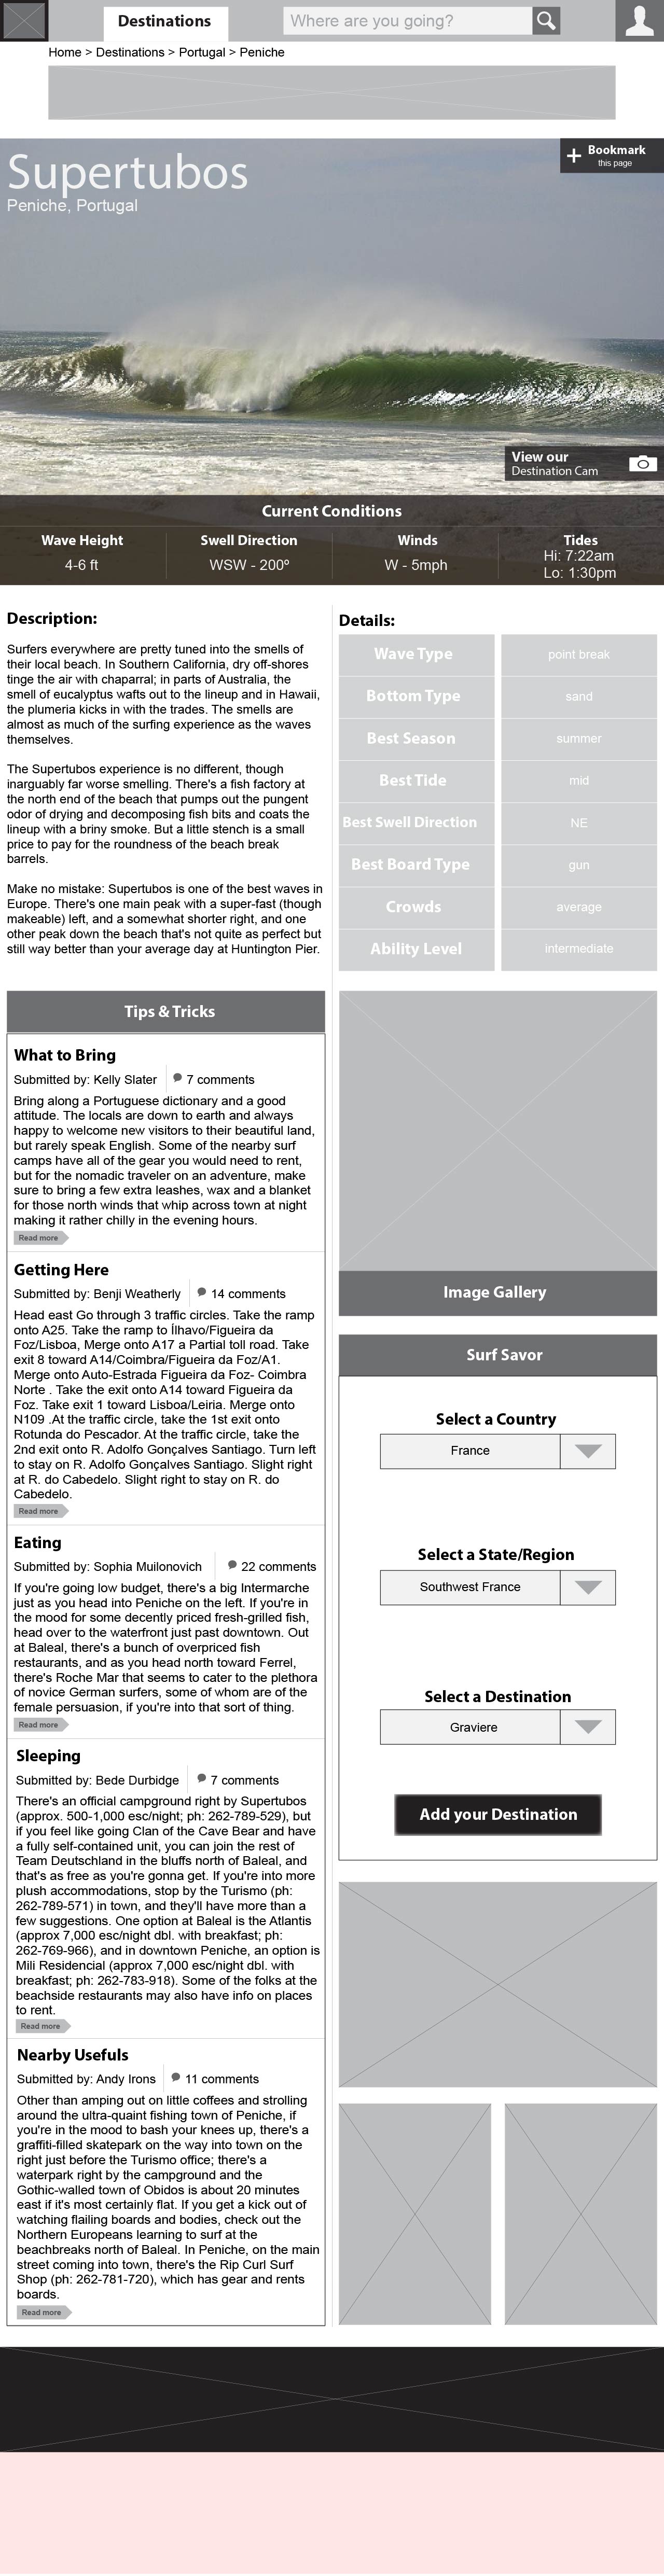 Destinations
Where are you going?
Home > Destinations > Portugal > Peniche
Supertubos
Peniche, Portugal
Bookmark
this page
View our
Destination Cam
Current Conditions
Wave Height
4-6 ft
Swell Direction
WSW - 200º
Winds
W - 5mph
Tides
Hi: 7:22am
Lo: 1:30pm
Description:
Surfers everywhere are pretty tuned into the smells of
their local beach. In Southern California, dry off-shores
tinge the air with chaparral; in parts of Australia, the
smell of eucalyptus wafts out to the lineup and in Hawaii,
the plumeria kicks in with the trades. The smells are
almost as much of the surfing experience as the waves
themselves.
The Supertubos experience is no different, though
inarguably far worse smelling. There's a fish factory at
the north end of the beach that pumps out the pungent
odor of drying and decomposing fish bits and coats the
lineup with a briny smoke. But a little stench is a small
price to pay for the roundness of the beach break
barrels.
Make no mistake: Supertubos is one of the best waves in
Europe. There's one main peak with a super-fast (though
makeable) left, and a somewhat shorter right, and one
other peak down the beach that's not quite as perfect but
still way better than your average day at Huntington Pier.
Details:
Wave Type
point break
Bottom Type
sand
Best Season
summer
Best Tide
mid
Best Swell Direction
NE
Best Board Type
gun
Crowds
average
Ability Level
intermediate
Tips & Tricks
What to Bring
Submitted by: Kelly Slater
7 comments
Bring along a Portuguese dictionary and a good
attitude. The locals are down to earth and always
happy to welcome new visitors to their beautiful land,
but rarely speak English. Some of the nearby surf
camps have all of the gear you would need to rent,
but for the nomadic traveler on an adventure, make
sure to bring a few extra leashes, wax and a blanket
for those north winds that whip across town at night
making it rather chilly in the evening hours.
Read more
Getting Here
Submitted by: Benji Weatherly
14 comments
Head east Go through 3 traffic circles. Take the ramp
onto A25. Take the ramp to Ílhavo/Figueira da
Foz/Lisboa, Merge onto A17 a Partial toll road. Take
exit 8 toward A14/Coimbra/Figueira da Foz/A1.
Merge onto Auto-Estrada Figueira da Foz- Coimbra
Norte . Take the exit onto A14 toward Figueira da
Foz. Take exit 1 toward Lisboa/Leiria. Merge onto
N109 .At the traffic circle, take the 1st exit onto
Rotunda do Pescador. At the traffic circle, take the
2nd exit onto R. Adolfo Gonçalves Santiago. Turn left
to stay on R. Adolfo Gonçalves Santiago. Slight right
at R. do Cabedelo. Slight right to stay on R. do
Cabedelo.
Read more
Eating
Submitted by: Sophia Muilonovich
22 comments
If you're going low budget, there's a big Intermarche
just as you head into Peniche on the left. If you're in
the mood for some decently priced fresh-grilled fish,
head over to the waterfront just past downtown. Out
at Baleal, there's a bunch of overpriced fish
restaurants, and as you head north toward Ferrel,
there's Roche Mar that seems to cater to the plethora
of novice German surfers, some of whom are of the
female persuasion, if you're into that sort of thing.
Read more
Sleeping
Submitted by: Bede Durbidge
7 comments
There's an official campground right by Supertubos
(approx. 500-1,000 esc/night; ph: 262-789-529), but
if you feel like going Clan of the Cave Bear and have
a fully self-contained unit, you can join the rest of
Team Deutschland in the bluffs north of Baleal, and
that's as free as you're gonna get. If you're into more
plush accommodations, stop by the Turismo (ph:
262-789-571) in town, and they'll have more than a
few suggestions. One option at Baleal is the Atlantis
(approx 7,000 esc/night dbl. with breakfast; ph:
262-769-966), and in downtown Peniche, an option is
Mili Residencial (approx 7,000 esc/night dbl. with
breakfast; ph: 262-783-918). Some of the folks at the
beachside restaurants may also have info on places
to rent.
Read more
Nearby Usefuls
Submitted by: Andy Irons
11 comments
Other than amping out on little coffees and strolling
around the ultra-quaint fishing town of Peniche, if
you're in the mood to bash your knees up, there's a
graffiti-filled skatepark on the way into town on the
right just before the Turismo office; there's a
waterpark right by the campground and the
Gothic-walled town of Obidos is about 20 minutes
east if it's most certainly flat. If you get a kick out of
watching flailing boards and bodies, check out the
Northern Europeans learning to surf at the
beachbreaks north of Baleal. In Peniche, on the main
street coming into town, there's the Rip Curl Surf
Shop (ph: 262-781-720), which has gear and rents
boards.
Read more
Image Gallery
Surf Savor
Select a Country
France
Select a State/Region
Southwest France
Select a Destination
Graviere
Add your Destination